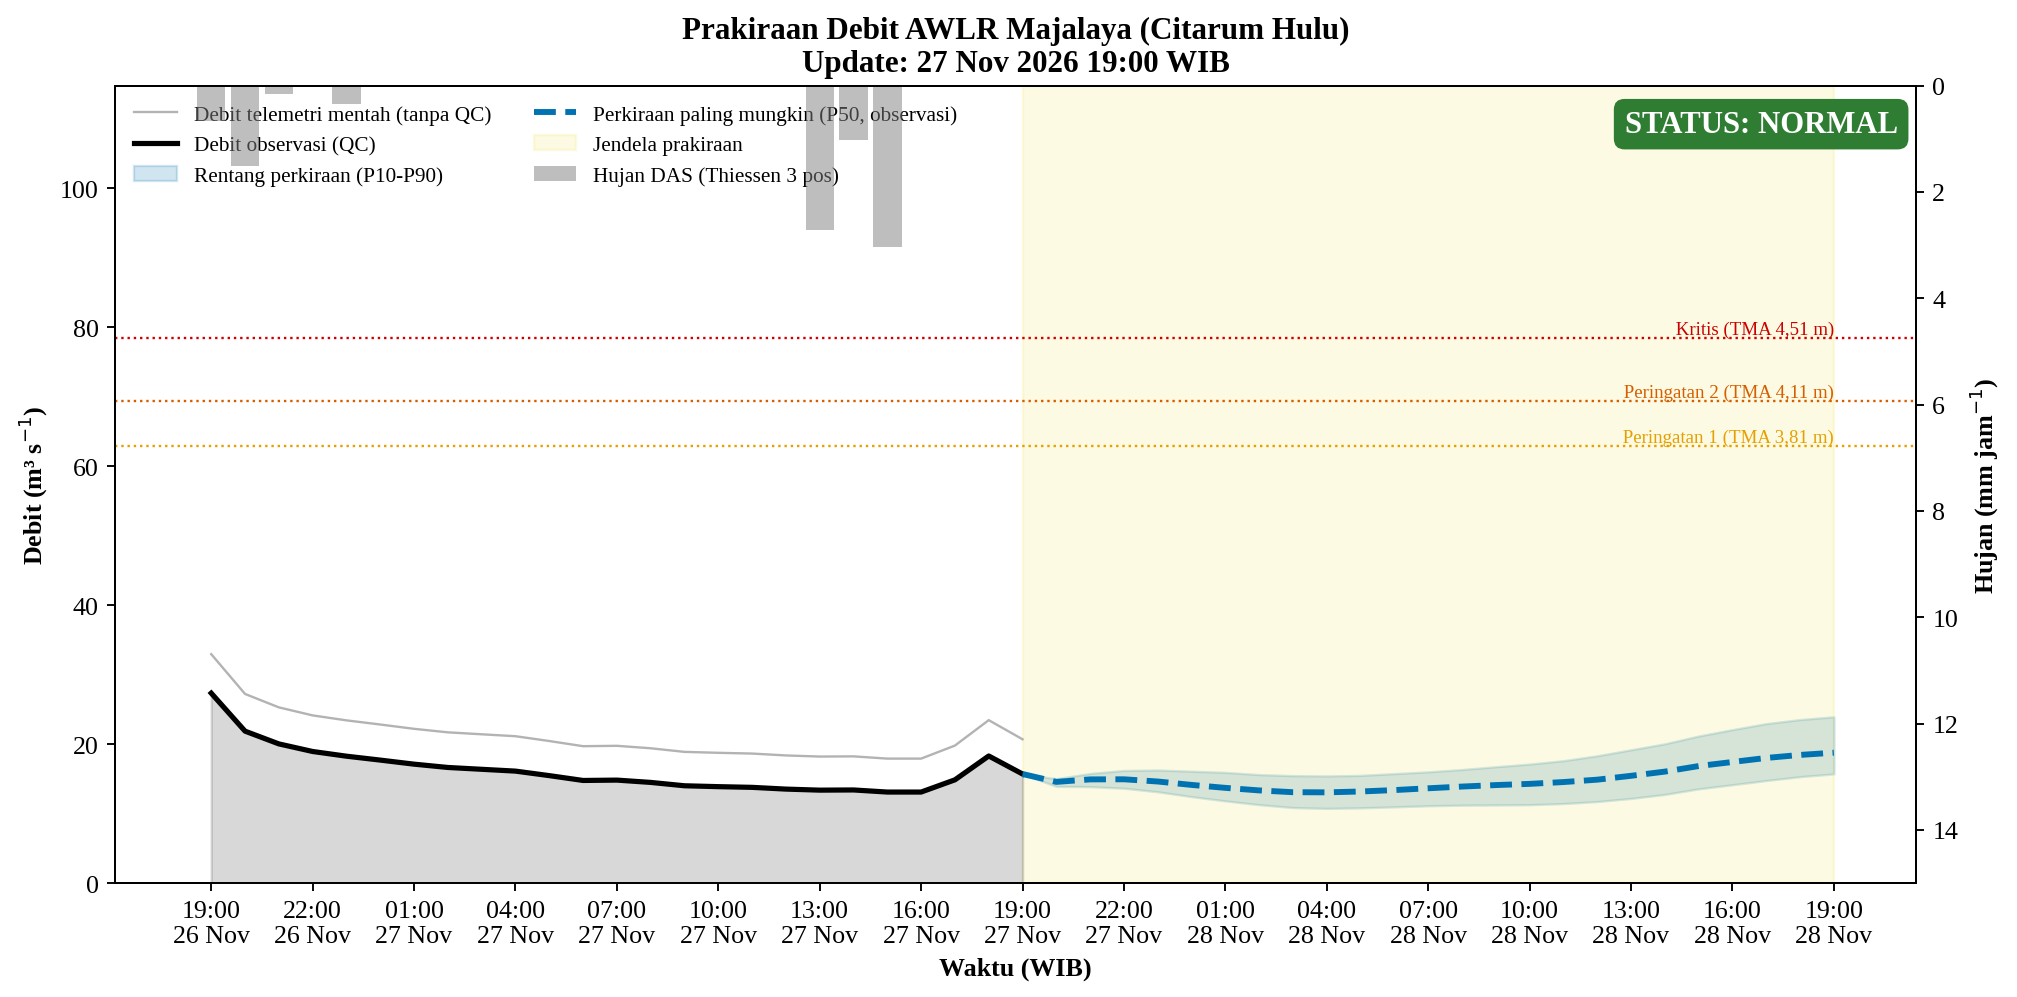 Prakiraan Debit AWLR Majalaya (Citarum Hulu)
Update: 27 Nov 2026 19:00 WIB
Debit telemetri mentah (tanpa QC)
Debit observasi (QC)
Rentang perkiraan (P10-P90)
Perkiraan paling mungkin (P50, observasi)
Jendela prakiraan
Hujan DAS (Thiessen 3 pos)
STATUS: NORMAL
Kritis (TMA 4,51 m)
Peringatan 2 (TMA 4,11 m)
Peringatan 1 (TMA 3,81 m)
Debit (m³ s⁻¹)
100
80
60
40
20
0
Hujan (mm jam⁻¹)
0
2
4
6
8
10
12
14
19:00 22:00 01:00 04:00 07:00 10:00 13:00 16:00 19:00 22:00 01:00 04:00 07:00 10:00 13:00 16:00 19:00
26 Nov 26 Nov 27 Nov 27 Nov 27 Nov 27 Nov 27 Nov 27 Nov 27 Nov 27 Nov 28 Nov 28 Nov 28 Nov 28 Nov 28 Nov 28 Nov 28 Nov
Waktu (WIB)